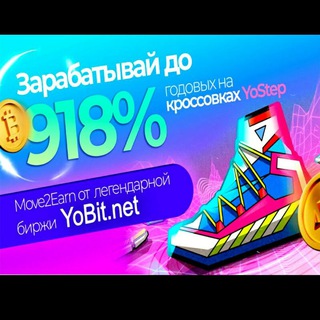 Зарабатывай до
918%
годовых на
кроссовках YoStep
Move2Earn от легендарной
биржи YoBit.net